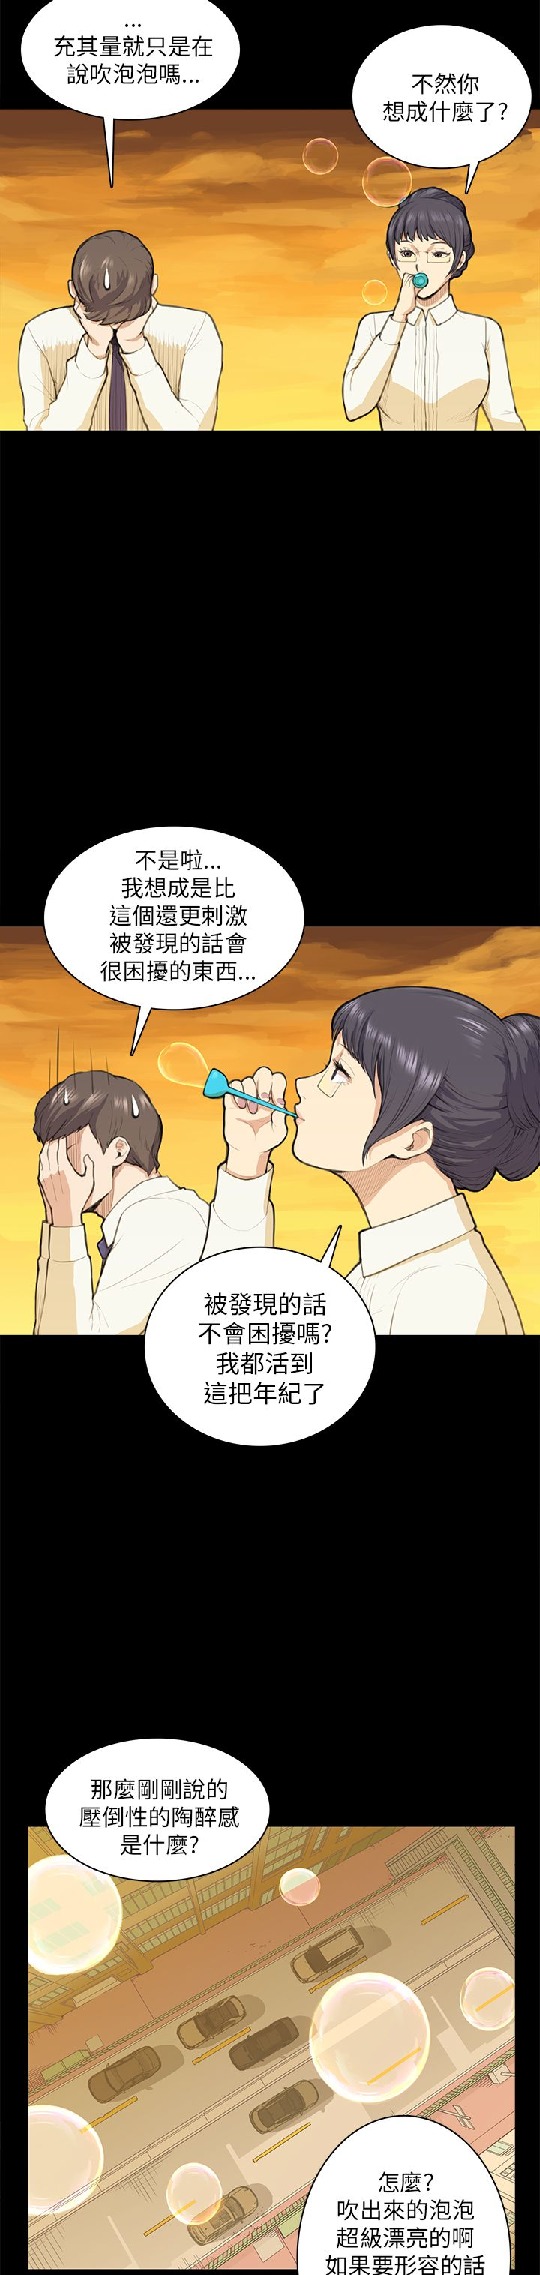 ...
充其量就只是在
說吹泡泡嗎...
不然你
想成什麼了?
不是啦...
我想成是比
這個還更刺激
被發現的話會
很困擾的東西...
被發現的話
不會困擾嗎?
我都活到
這把年紀了
那麼剛剛說的
壓倒性的陶醉感
是什麼?
怎麼?
吹出來的泡泡
超級漂亮的啊
如果要形容的話